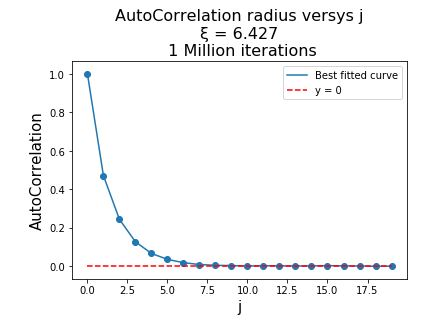 AutoCorrelation radius versys j
ξ = 6.427
1 Million iterations
Best fitted curve
y = 0
AutoCorrelation
1.0
0.8
0.6
0.4
0.2
0.0
0.0 2.5 5.0 7.5 10.0 12.5 15.0 17.5
j